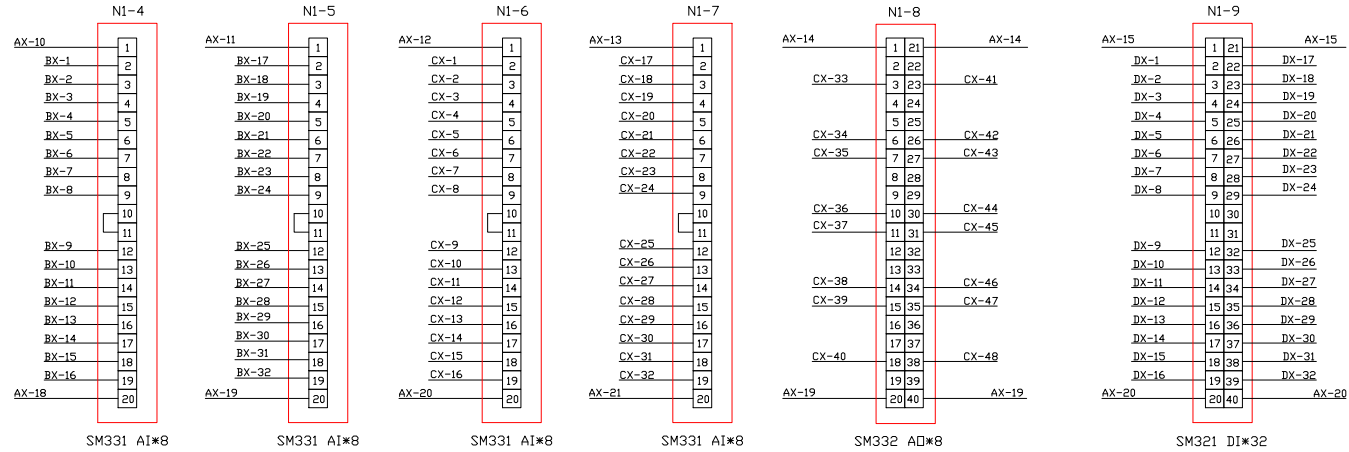 N1-4 N1-5 N1-6 N1-7 N1-8 N1-9
AX-10 1 AX-11 1 AX-12 1 AX-13 1 AX-14 1 21 AX-14 AX-15 1 21 AX-15
BX-1 2 BX-17 2 CX-1 2 CX-17 2 2 22 DX-1 2 22 DX-17
BX-2 3 BX-18 3 CX-2 3 CX-18 3 CX-33 3 23 CX-41 DX-2 3 23 DX-18
BX-3 4 BX-19 4 CX-3 4 CX-19 4 4 24 DX-3 4 24 DX-19
BX-4 5 BX-20 5 CX-4 5 CX-20 5 5 25 DX-4 5 25 DX-20
BX-5 6 BX-21 6 CX-5 6 CX-21 6 CX-34 6 26 CX-42 DX-5 6 26 DX-21
BX-6 7 BX-22 7 CX-6 7 CX-22 7 CX-35 7 27 CX-43 DX-6 7 27 DX-22
BX-7 8 BX-23 8 CX-7 8 CX-23 8 8 28 DX-7 8 28 DX-23
BX-8 9 BX-24 9 CX-8 9 CX-24 9 9 29 DX-8 9 29 DX-24
10 10 10 10 CX-36 10 30 CX-44 10 30
11 11 11 11 CX-37 11 31 CX-45 11 31
BX-9 12 BX-25 12 CX-9 12 CX-25 12 12 32 DX-9 12 32 DX-25
BX-10 13 BX-26 13 CX-10 13 CX-26 13 13 33 DX-10 13 33 DX-26
BX-11 14 BX-27 14 CX-11 14 CX-27 14 CX-38 14 34 CX-46 DX-11 14 34 DX-27
BX-12 15 BX-28 15 CX-12 15 CX-28 15 CX-39 15 35 CX-47 DX-12 15 35 DX-28
BX-13 16 BX-29 16 CX-13 16 CX-29 16 16 36 DX-13 16 36 DX-29
BX-14 17 BX-30 17 CX-14 17 CX-30 17 17 37 DX-14 17 37 DX-30
BX-15 18 BX-31 18 CX-15 18 CX-31 18 CX-40 18 38 CX-48 DX-15 18 38 DX-31
BX-16 19 BX-32 19 CX-16 19 CX-32 19 19 39 DX-16 19 39 DX-32
AX-18 20 AX-19 20 AX-20 20 AX-21 20 AX-19 20 40 AX-19 AX-20 20 40 AX-20
SM331 AI*8 SM331 AI*8 SM331 AI*8 SM331 AI*8 SM332 AO*8 SM321 DI*32